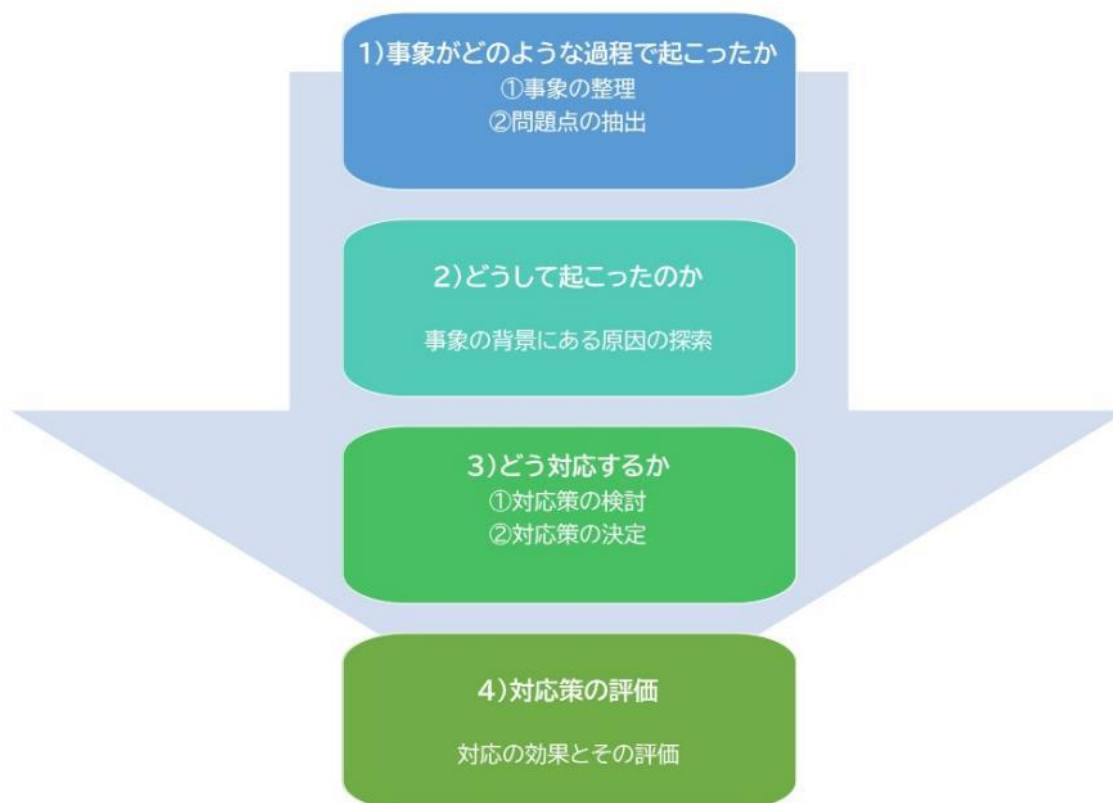 1)事象がどのような過程で起こったか
①事象の整理
②問題点の抽出
2)どうして起こったのか
事象の背景にある原因の探索
3)どう対応するか
①対応策の検討
②対応策の決定
4)対応策の評価
対応の効果とその評価